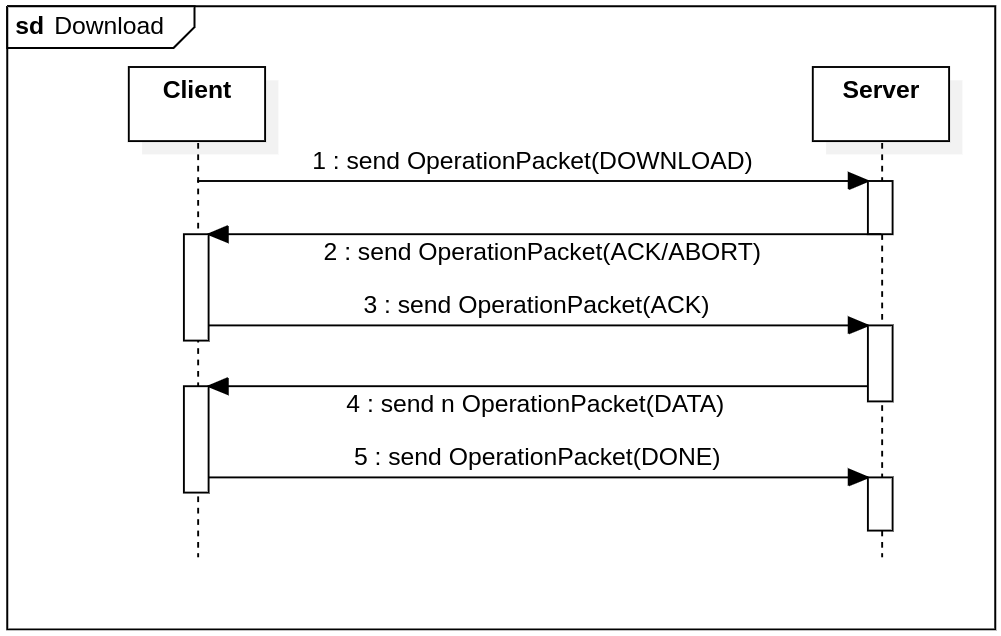 sd Download
Client
Server
1 : send OperationPacket(DOWNLOAD)
2 : send OperationPacket(ACK/ABORT)
3 : send OperationPacket(ACK)
4 : send n OperationPacket(DATA)
5 : send OperationPacket(DONE)